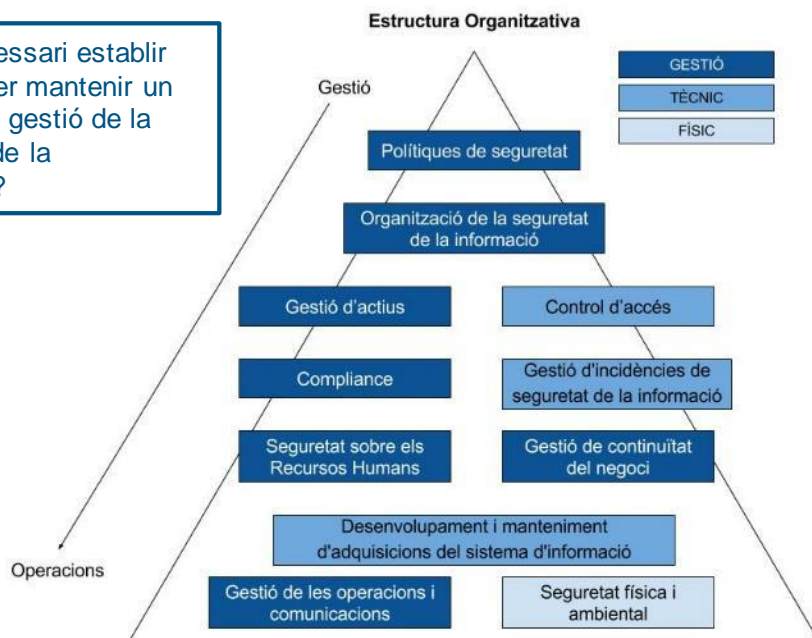 Estructura Organitzativa
essari establir
er mantenir un
gestió de la
de la
?
Gestió
GESTIÓ
TÈCNIC
FÍSIC
Polítiques de seguretat
Organització de la seguretat
de la informació
Gestió d'actius
Control d'accés
Compliance
Gestió d'incidències de
seguretat de la informació
Seguretat sobre els
Recursos Humans
Gestió de continuïtat
del negoci
Desenvolupament i manteniment
d'adquisicions del sistema d'informació
Operacions
Gestió de les operacions i
comunicacions
Seguretat física i
ambiental